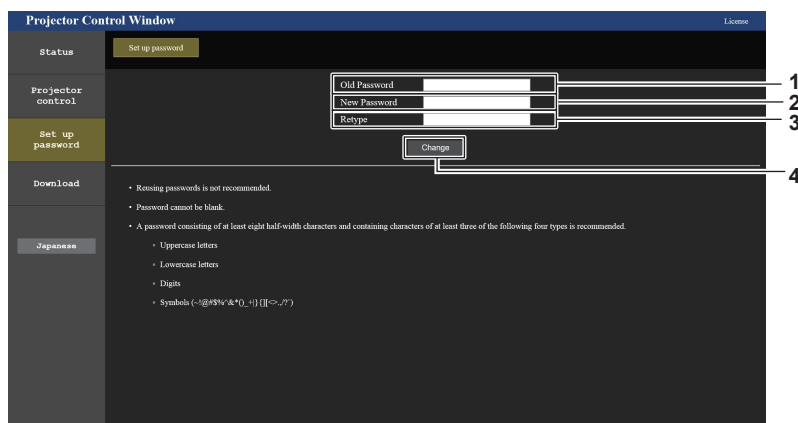 Projector Control Window
License
Status
Projector
control
Set up
password
Download
Japanese
Set up password
Old Password
New Password
Retype
Change
1
2
3
4
• Reusing passwords is not recommended.
• Password cannot be blank.
• A password consisting of at least eight half-width characters and containing characters of at least three of the following four types is recommended.
Uppercase letters
Lowercase letters
Digits
Symbols (~!@#$%^&*()_+|}{][<>.,/?`)